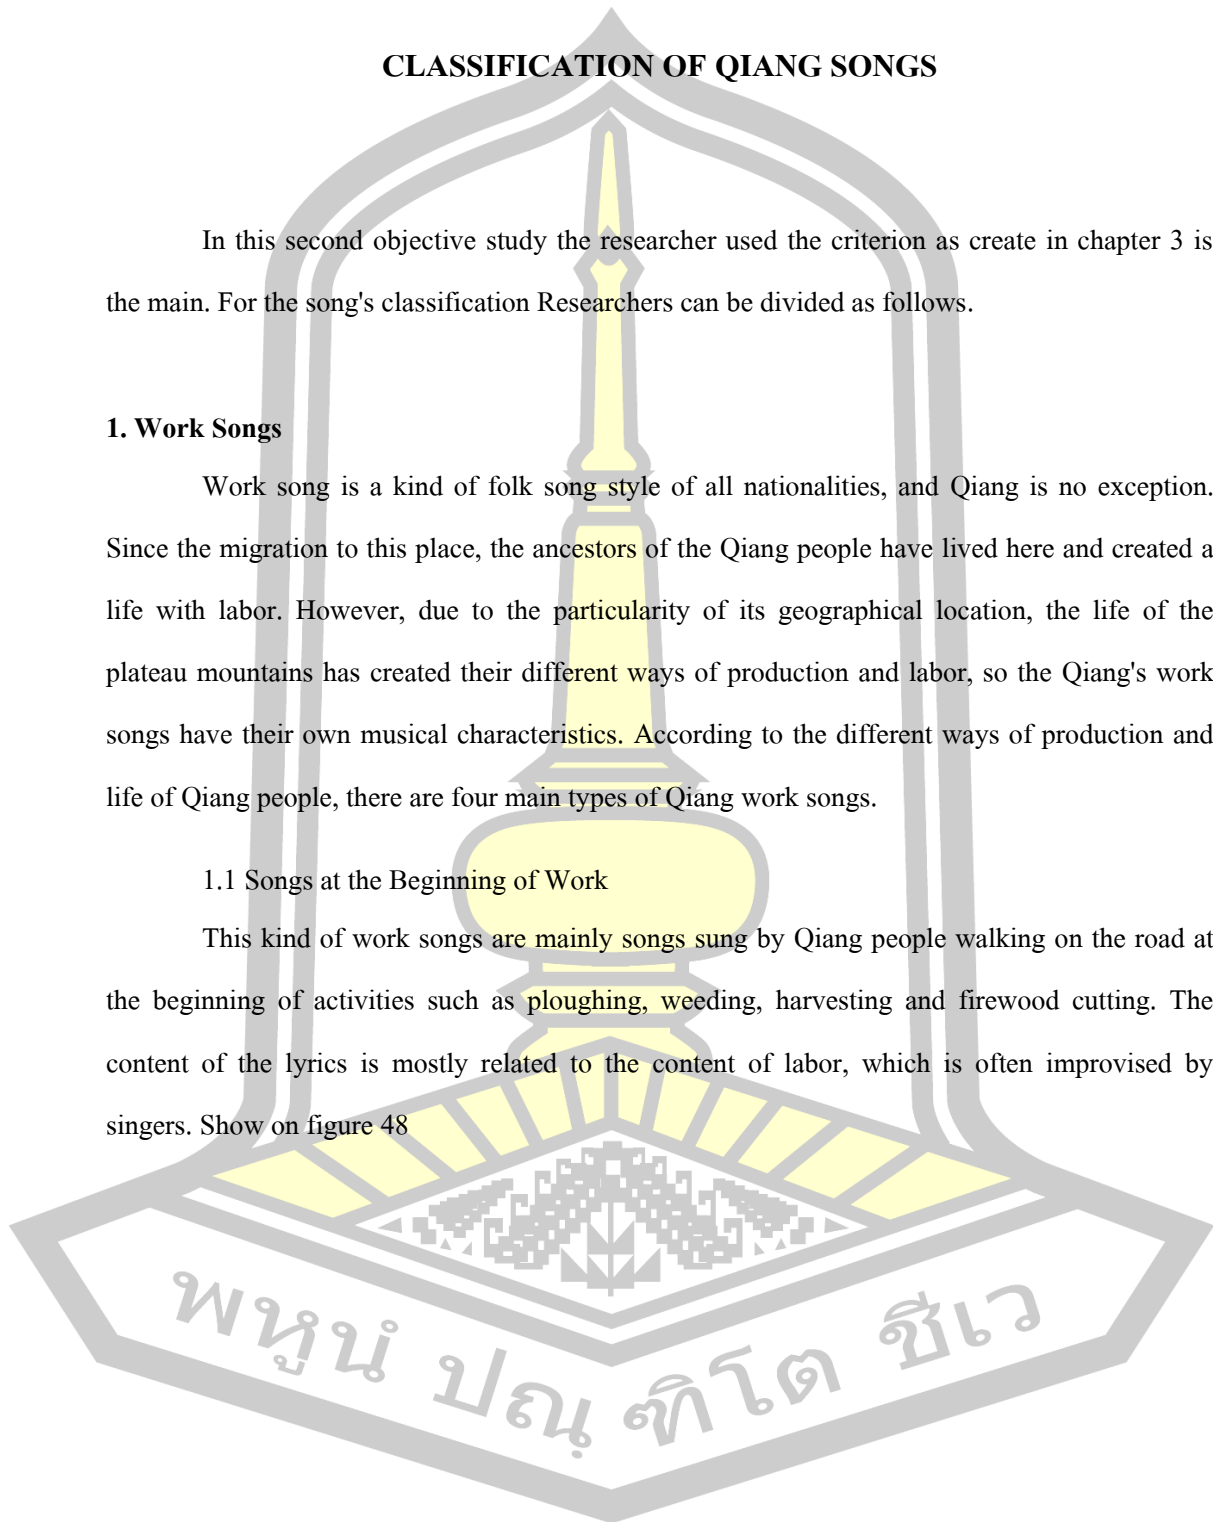 CLASSIFICATION OF QIANG SONGS
In this second objective study the researcher used the criterion as create in chapter 3 is
the main. For the song's classification Researchers can be divided as follows.
1. Work Songs
Work song is a kind of folk song style of all nationalities, and Qiang is no exception.
Since the migration to this place, the ancestors of the Qiang people have lived here and created a
life with labor. However, due to the particularity of its geographical location, the life of the
plateau mountains has created their different ways of production and labor, so the Qiang's work
songs have their own musical characteristics. According to the different ways of production and
life of Qiang people, there are four main types of Qiang work songs.
1.1 Songs at the Beginning of Work
This kind of work songs are mainly songs sung by Qiang people walking on the road at
the beginning of activities such as ploughing, weeding, harvesting and firewood cutting. The
content of the lyrics is mostly related to the content of labor, which is often improvised by
singers. Show on figure 48
พหูนํ ปณฺ ฑิโต ชีเว